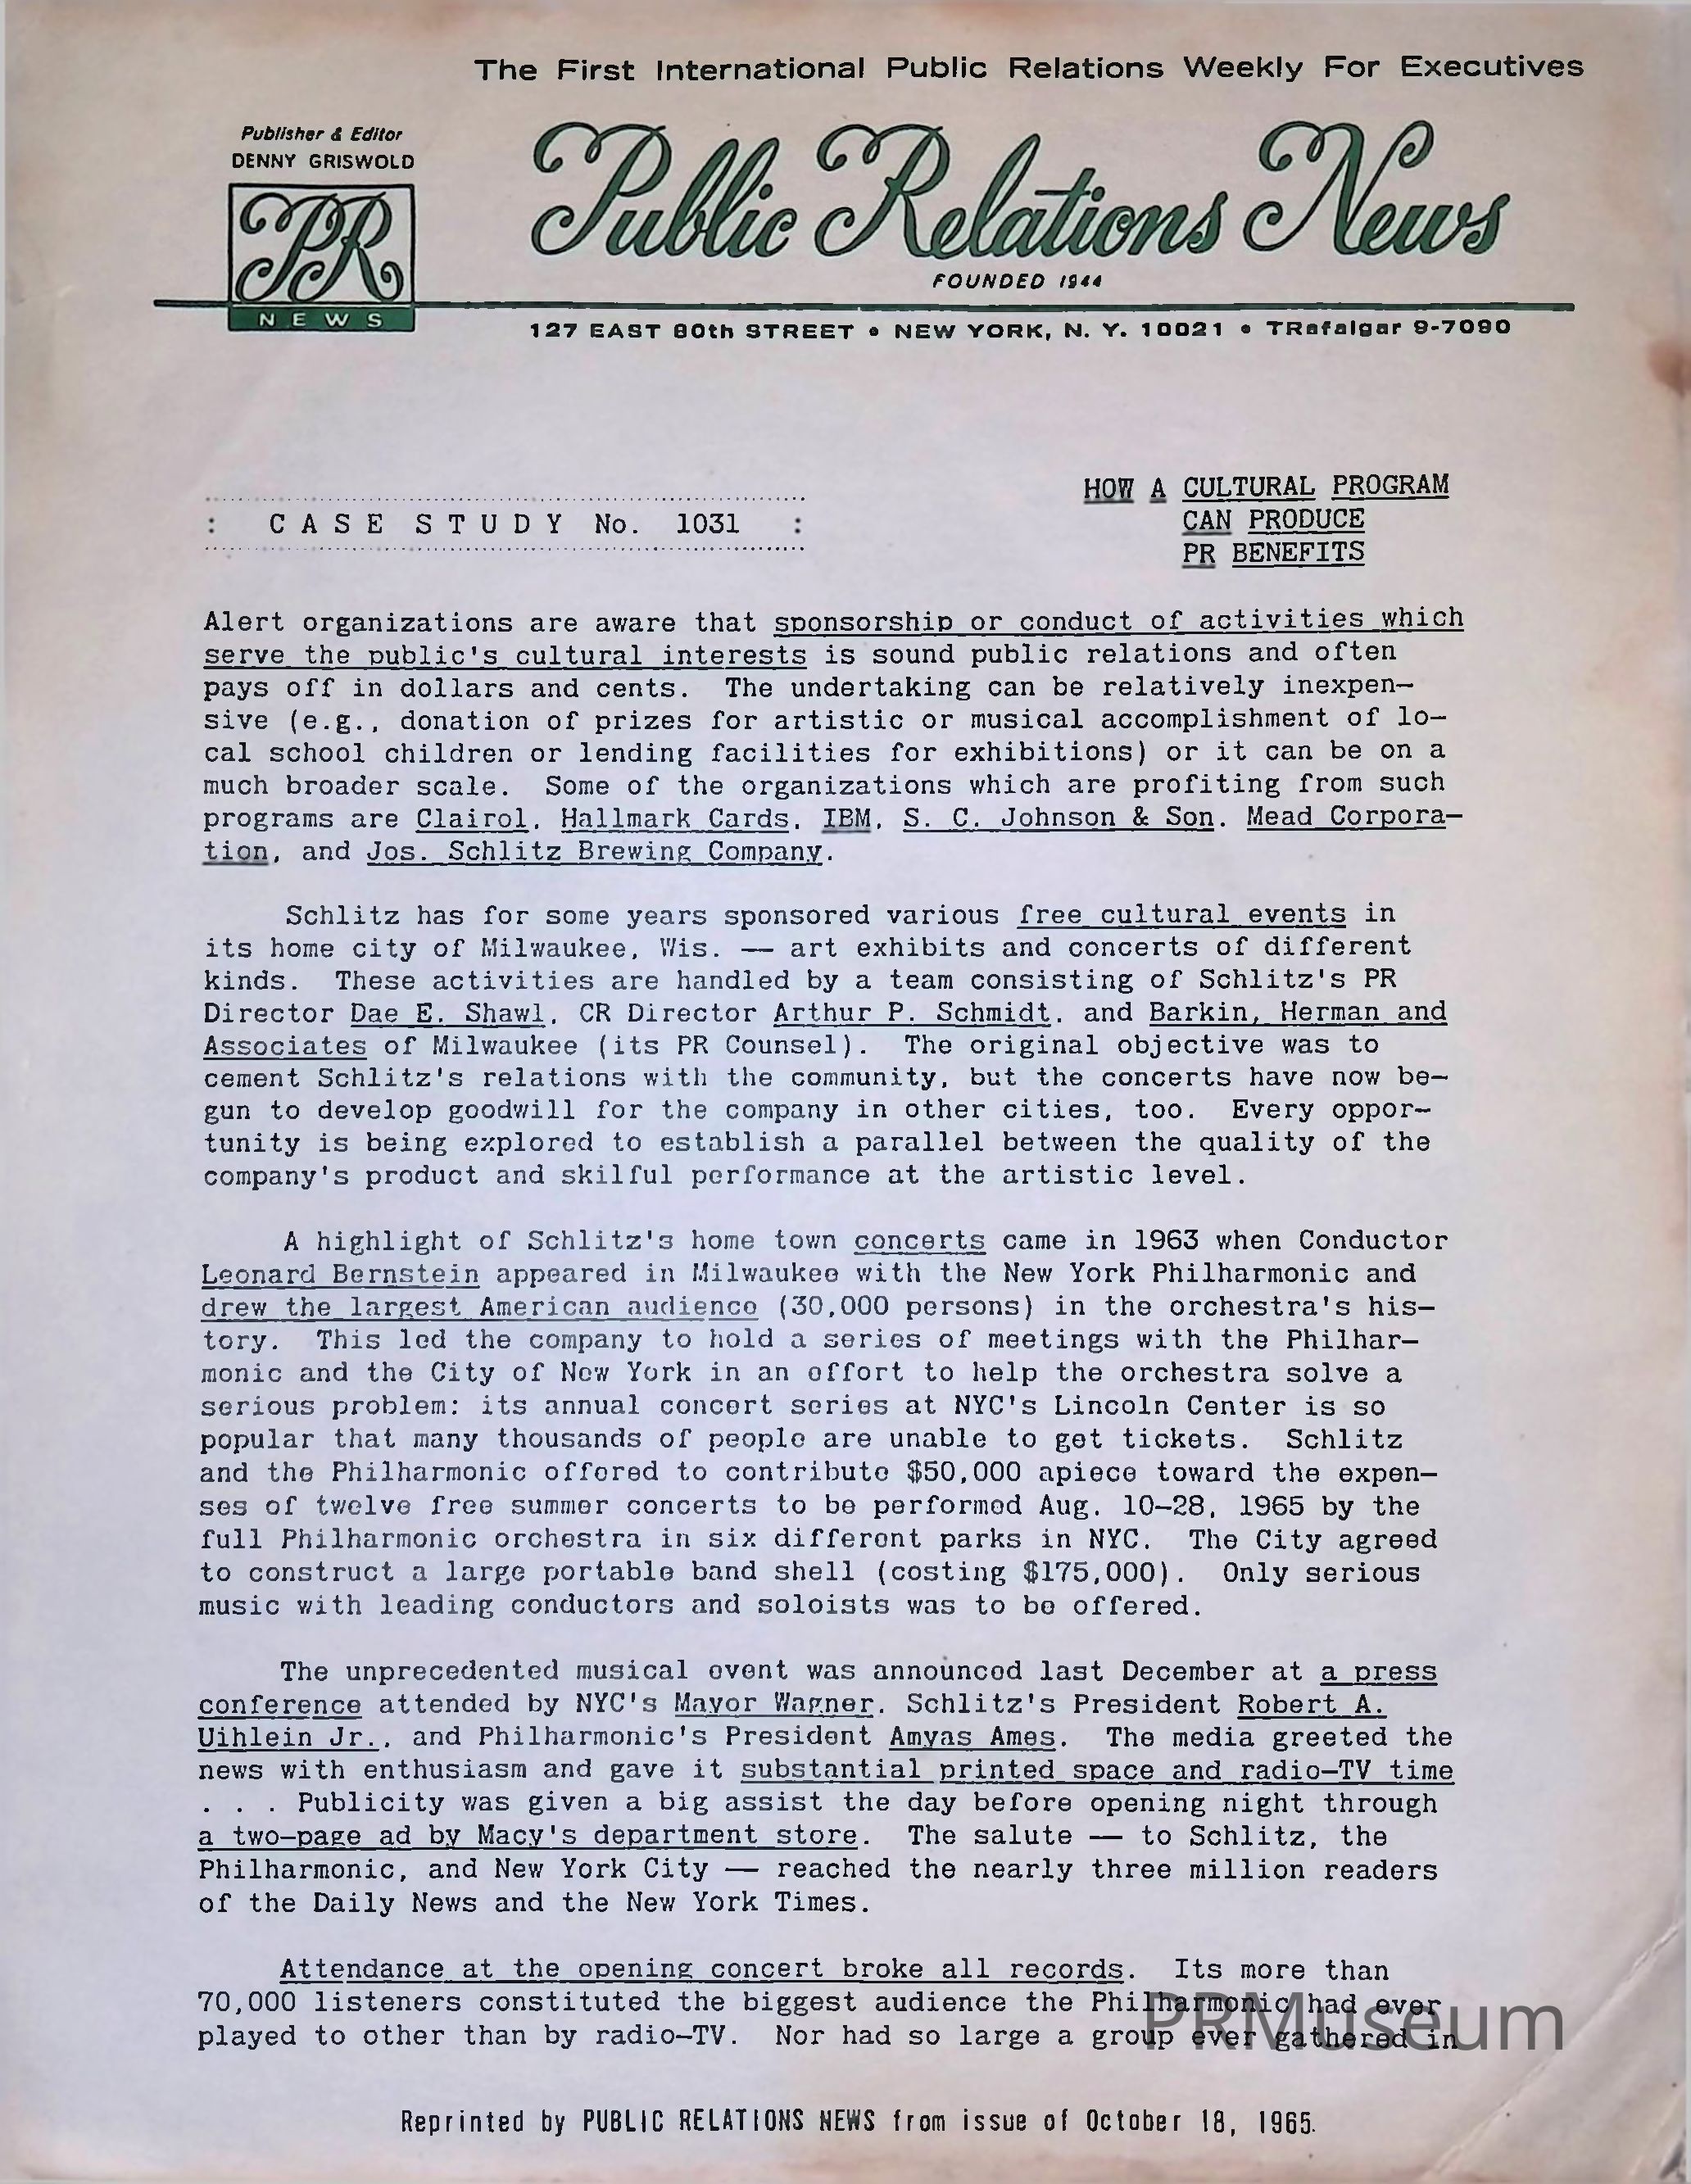 The First International Public Relations Weekly For Executives
Publisher & Editor
DENNY GRISWOLD
PR
NEWS
Public Relations News
FOUNDED 1944
127 EAST 80th STREET • NEW YORK, N. Y. 10021 • TRafalgar 9-7090
HOW A CULTURAL PROGRAM
CAN PRODUCE
PR BENEFITS
: CASE STUDY No. 1031 :
Alert organizations are aware that sponsorship or conduct of activities which
serve the public's cultural interests is sound public relations and often
pays off in dollars and cents. The undertaking can be relatively inexpen-
sive (e.g., donation of prizes for artistic or musical accomplishment of lo-
cal school children or lending facilities for exhibitions) or it can be on a
much broader scale. Some of the organizations which are profiting from such
programs are Clairol, Hallmark Cards, IBM, S. C. Johnson & Son, Mead Corpora-
tion, and Jos. Schlitz Brewing Company.
Schlitz has for some years sponsored various free cultural events in
its home city of Milwaukee, Wis. — art exhibits and concerts of different
kinds. These activities are handled by a team consisting of Schlitz's PR
Director Dae E. Shawl, CR Director Arthur P. Schmidt, and Barkin, Herman and
Associates of Milwaukee (its PR Counsel). The original objective was to
cement Schlitz's relations with the community, but the concerts have now be-
gun to develop goodwill for the company in other cities, too. Every oppor-
tunity is being explored to establish a parallel between the quality of the
company's product and skilful performance at the artistic level.
A highlight of Schlitz's home town concerts came in 1963 when Conductor
Leonard Bernstein appeared in Milwaukee with the New York Philharmonic and
drew the largest American audience (30,000 persons) in the orchestra's his-
tory. This led the company to hold a series of meetings with the Philhar-
monic and the City of New York in an effort to help the orchestra solve a
serious problem: its annual concert series at NYC's Lincoln Center is so
popular that many thousands of people are unable to get tickets. Schlitz
and the Philharmonic offered to contribute $50,000 apiece toward the expen-
ses of twelve free summer concerts to be performed Aug. 10-28, 1965 by the
full Philharmonic orchestra in six different parks in NYC. The City agreed
to construct a large portable band shell (costing $175,000). Only serious
music with leading conductors and soloists was to be offered.
The unprecedented musical event was announced last December at a press
conference attended by NYC's Mayor Wagner, Schlitz's President Robert A.
Uihlein Jr., and Philharmonic's President Amyas Ames. The media greeted the
news with enthusiasm and gave it substantial printed space and radio-TV time
. . . Publicity was given a big assist the day before opening night through
a two-page ad by Macy's department store. The salute — to Schlitz, the
Philharmonic, and New York City — reached the nearly three million readers
of the Daily News and the New York Times.
Attendance at the opening concert broke all records. Its more than
70,000 listeners constituted the biggest audience the Philharmonic had ever
played to other than by radio-TV. Nor had so large a group ever gathered in
PRMuseum
Reprinted by PUBLIC RELATIONS NEWS from issue of October 18, 1965.